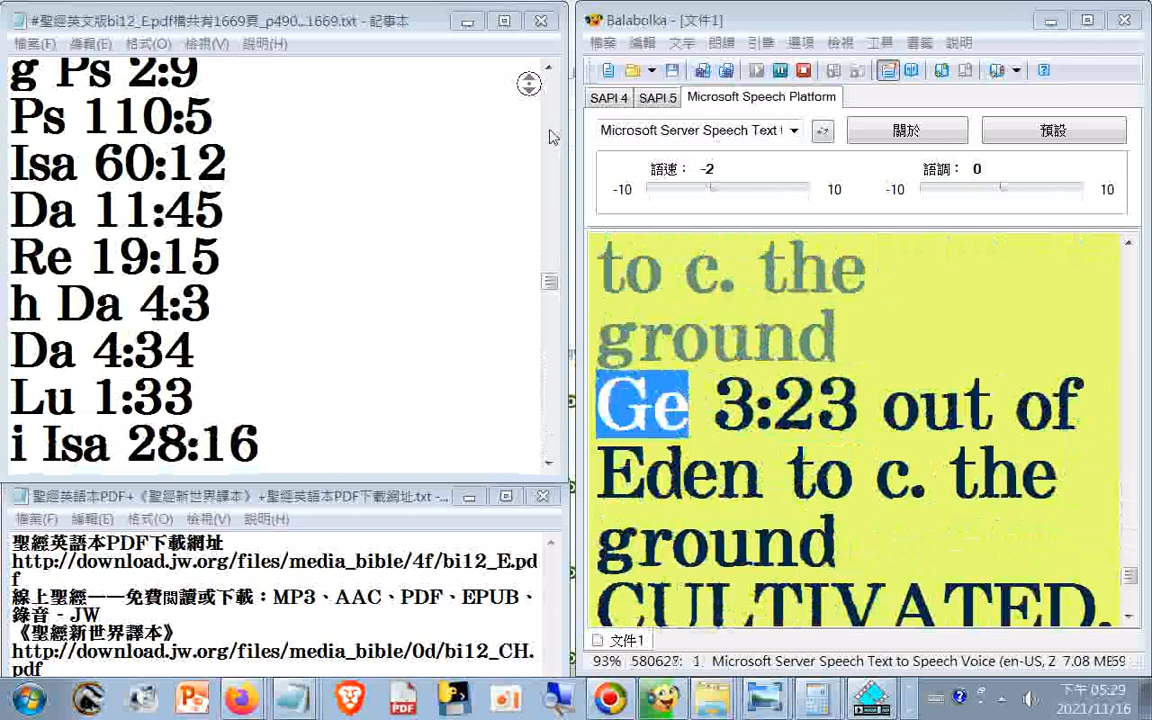 #聖經英文版bi12_E.pdf檔共有1669頁_p490...1669.txt - 記事本
檔案(F) 編輯(E) 格式(O) 檢視(V) 說明(H)
g Ps 2:9
Ps 110:5
Isa 60:12
Da 11:45
Re 19:15
h Da 4:3
Da 4:34
Lu 1:33
i Isa 28:16
聖經英語本PDF+《聖經新世界譯本》+聖經英語本PDF下載網址.txt -...
檔案(F) 編輯(E) 格式(O) 檢視(V) 說明(H)
聖經英語本PDF下載網址
http://download.jw.org/files/media_bible/4f/bi12_E.pd
f
線上聖經──免費閱讀或下載：MP3、AAC、PDF、EPUB、
錄音 - JW
《聖經新世界譯本》
http://download.jw.org/files/media_bible/0d/bi12_CH.
pdf
Balabolka - [文件1]
檔案 編輯 文字 朗讀 引擎 選項 檢視 工具 書籤 說明
SAPI 4 SAPI 5 Microsoft Speech Platform
Microsoft Server Speech Text 關於 預設
語速： -2 語調： 0
-10 10 -10 10
to c. the
ground
Ge 3:23 out of
Eden to c. the
ground
CULTIVATED,
文件1
93% 580627: 1 Microsoft Server Speech Text to Speech Voice (en-US, Z 7.08 ME
下午 05:29
2021/11/16